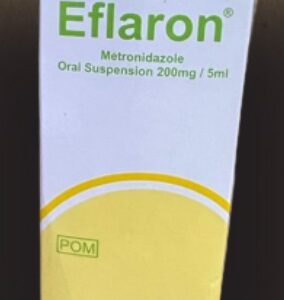 Eflaron®
Metronidazole
Oral Suspension 200mg / 5ml
POM